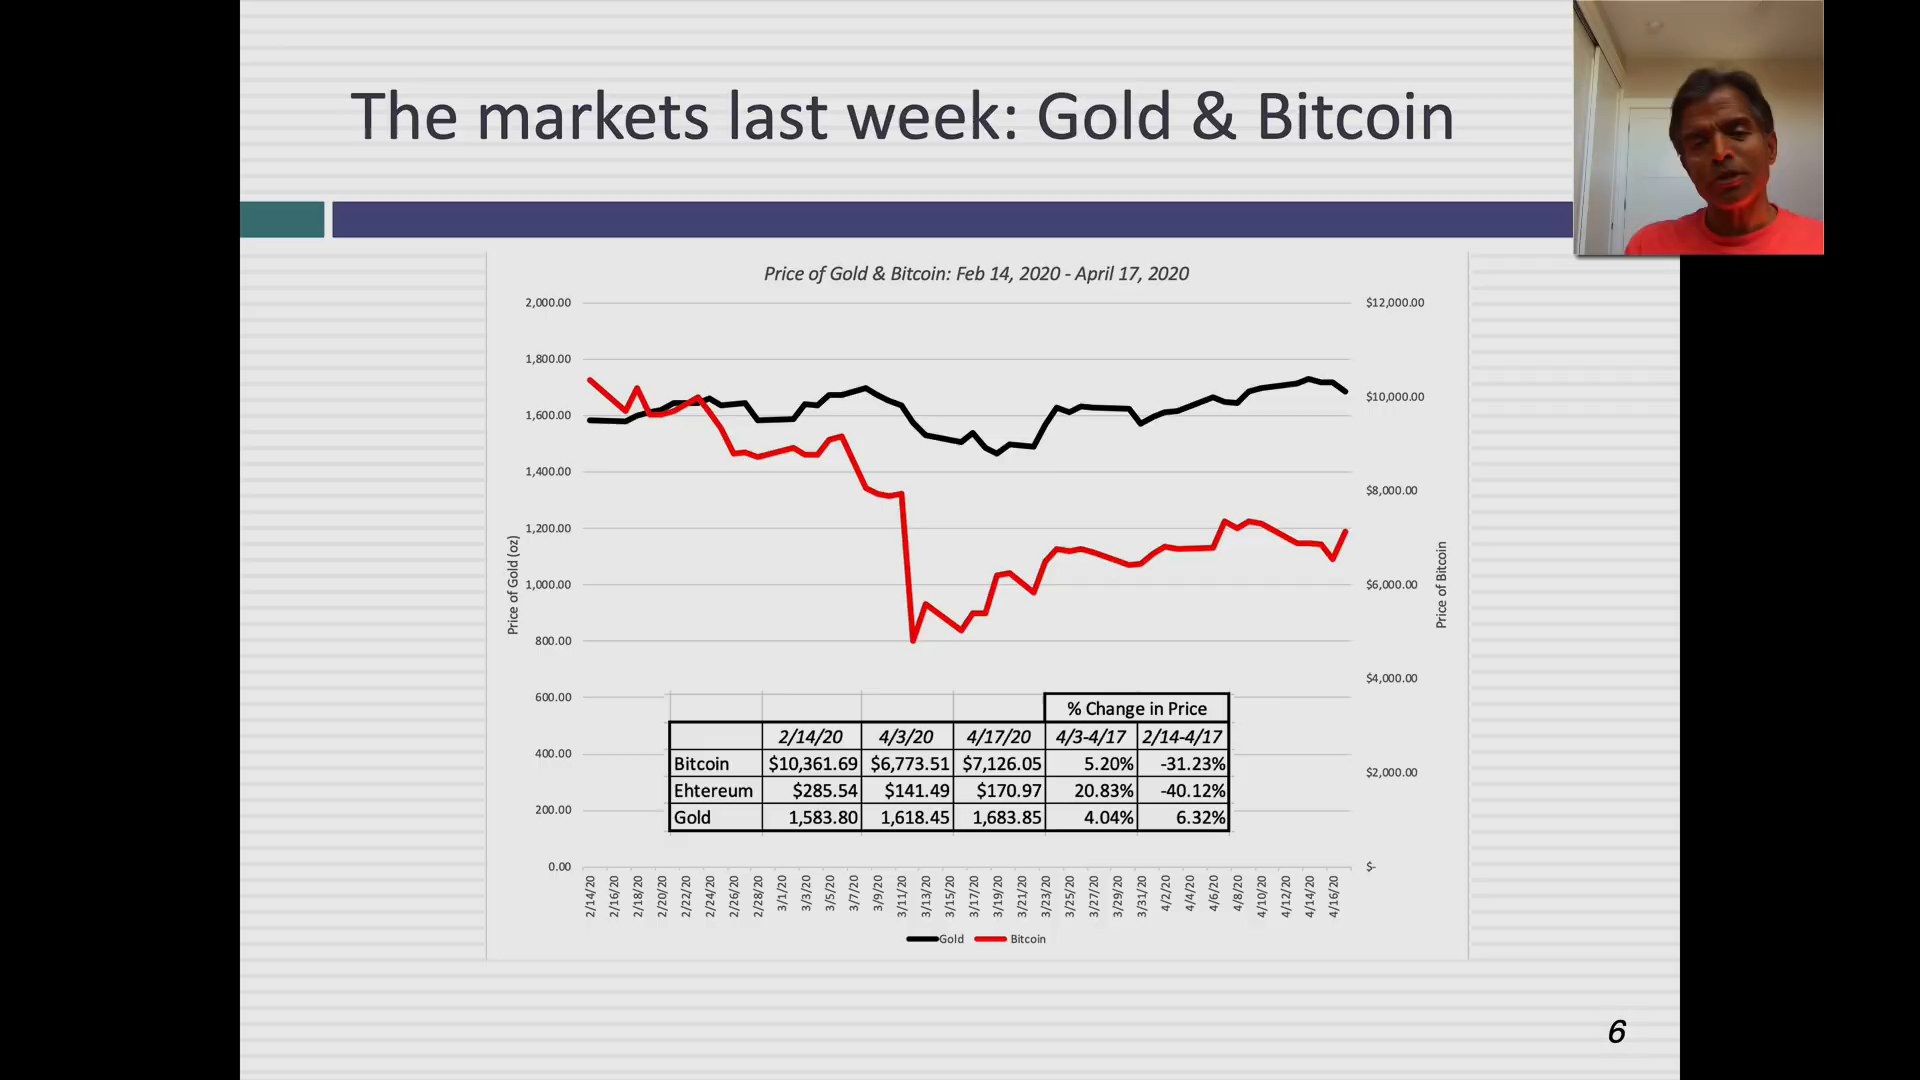 The markets last week: Gold & Bitcoin
Price of Gold & Bitcoin: Feb 14, 2020 - April 17, 2020
2,000.00
1,800.00
1,600.00
1,400.00
1,200.00
1,000.00
800.00
600.00
400.00
200.00
0.00
Price of Gold (oz)
$12,000.00
$10,000.00
$8,000.00
$6,000.00
$4,000.00
$2,000.00
$-
Price of Bitcoin
% Change in Price
2/14/20 4/3/20 4/17/20 4/3-4/17 2/14-4/17
Bitcoin $10,361.69 $6,773.51 $7,126.05 5.20% -31.23%
Ehtereum $285.54 $141.49 $170.97 20.83% -40.12%
Gold 1,583.80 1,618.45 1,683.85 4.04% 6.32%
2/14/20 2/16/20 2/18/20 2/20/20 2/22/20 2/24/20 2/26/20 2/28/20 3/1/20 3/3/20 3/5/20 3/7/20 3/9/20 3/11/20 3/13/20 3/15/20 3/17/20 3/19/20 3/21/20 3/23/20 3/25/20 3/27/20 3/29/20 3/31/20 4/2/20 4/4/20 4/6/20 4/8/20 4/10/20 4/12/20 4/14/20 4/16/20
Gold Bitcoin
6